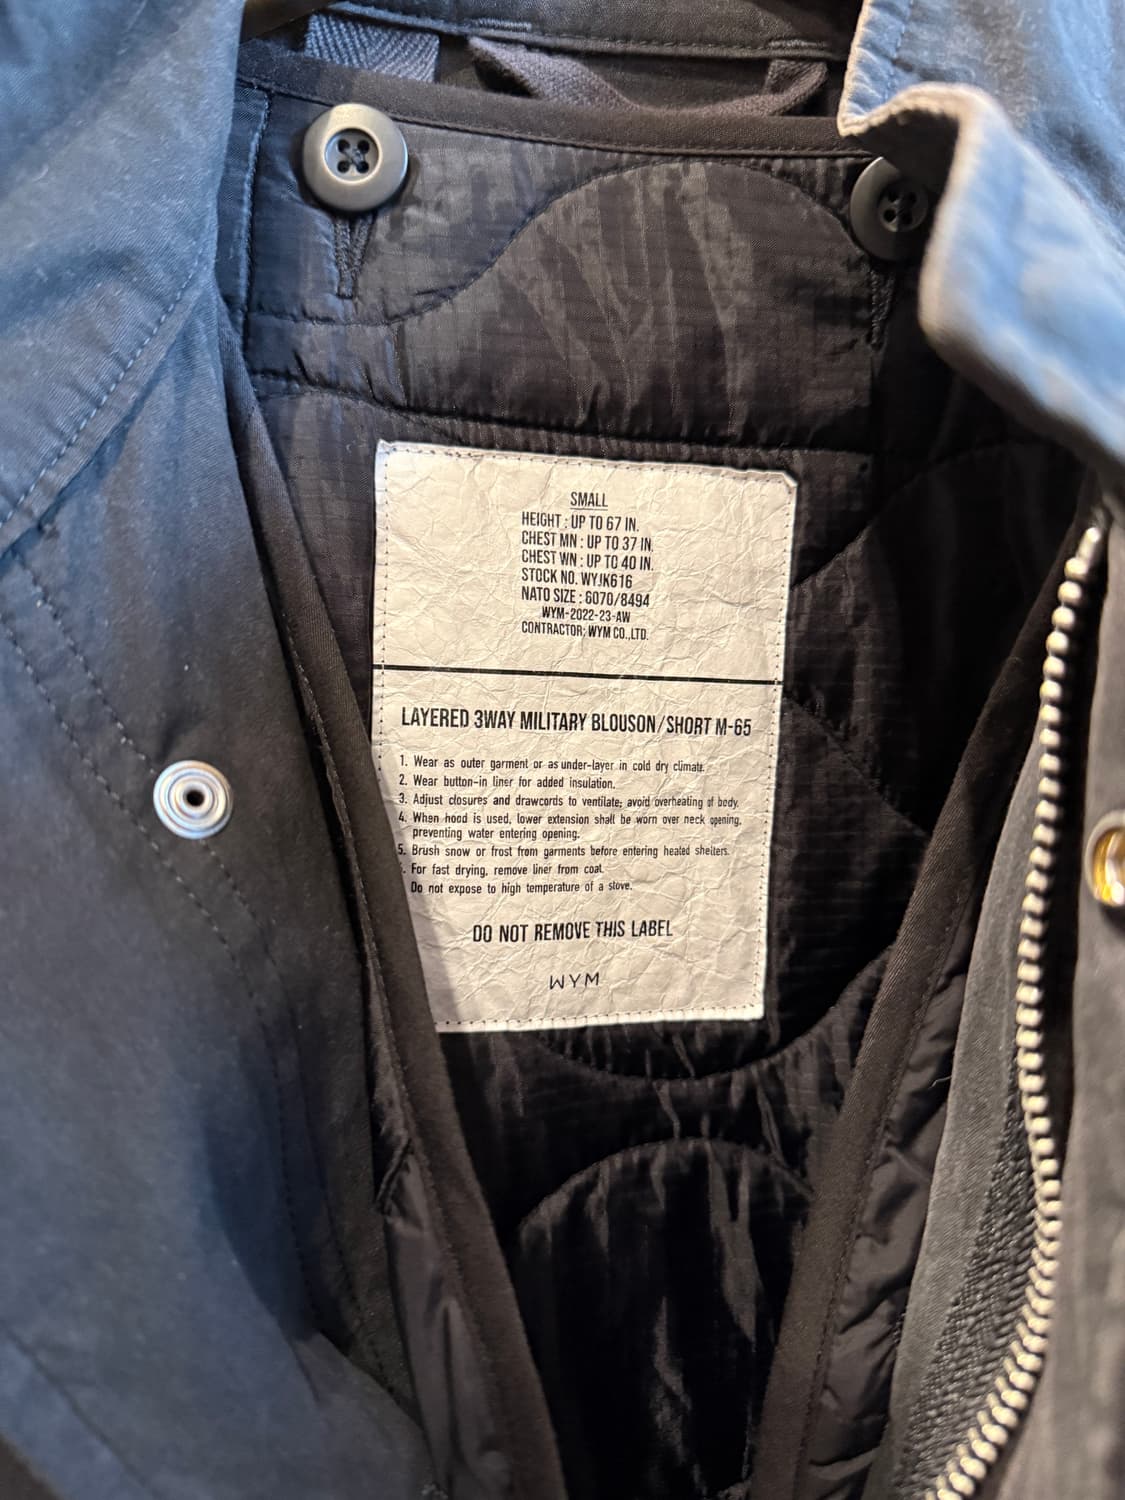 SMALL
HEIGHT : UP TO 67 IN.
CHEST MN : UP TO 37 IN.
CHEST WN : UP TO 40 IN.
STOCK NO. WYJK616
NATO SIZE : 6070/8494
WYM-2022-23-AW
CONTRACTOR; WYM CO.,LTD.
LAYERED 3WAY MILITARY BLOUSON/SHORT M-65
1. Wear as outer garment or as under-layer in cold dry climate.
2. Wear button-in liner for added insulation.
3. Adjust closures and drawcords to ventilate; avoid overheating of body.
4. When hood is used, lower extension shall be worn over neck opening,
preventing water entering opening.
5. Brush snow or frost from garments before entering heated shelters.
. For fast drying, remove liner from coat.
Do not expose to high temperature of a stove.
DO NOT REMOVE THIS LABEL
WYM